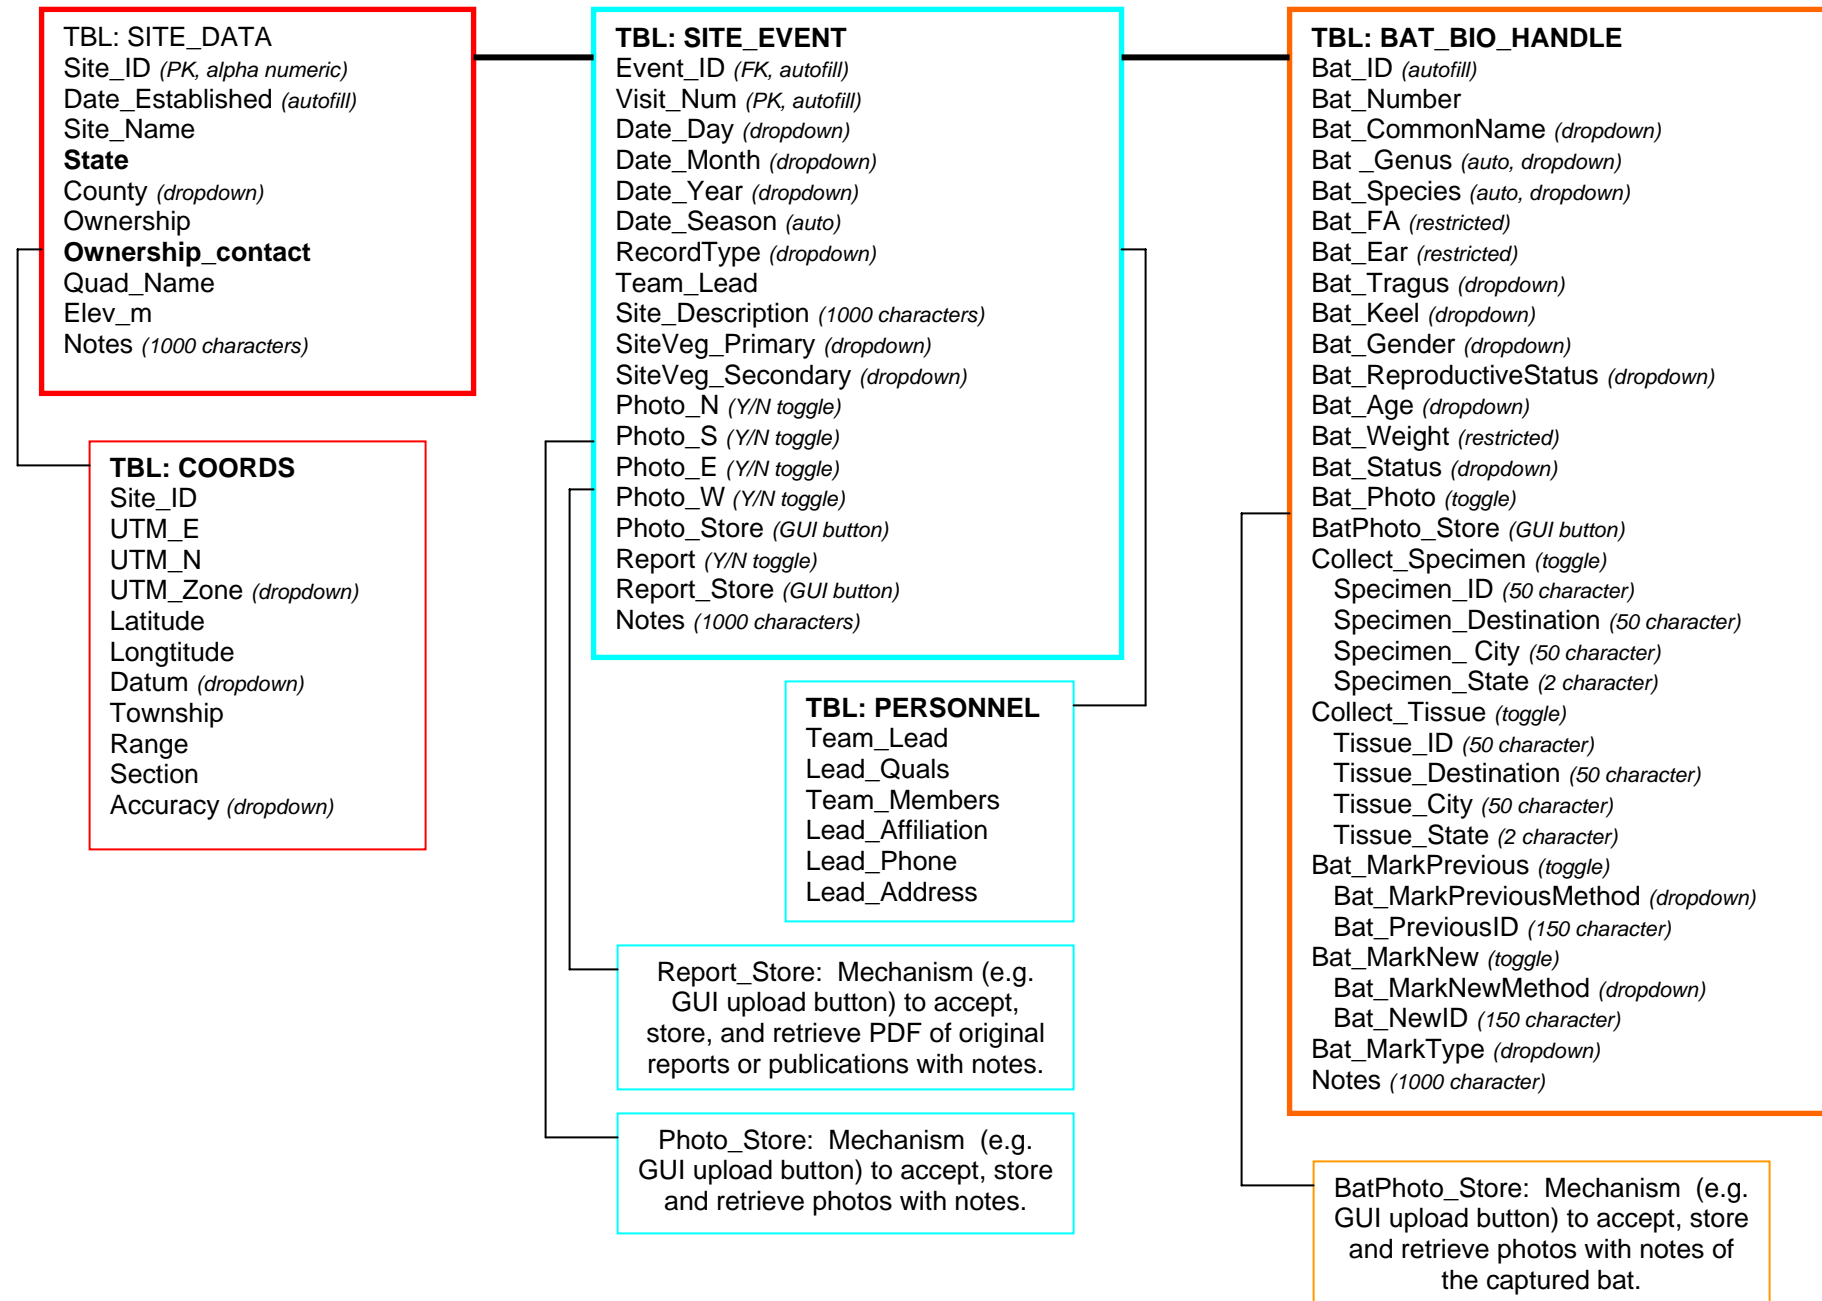 TBL: SITE_DATA
Site_ID (PK, alpha numeric)
Date_Established (autofill)
Site_Name
State
County (dropdown)
Ownership
Ownership_contact
Quad_Name
Elev_m
Notes (1000 characters)
TBL: COORDS
Site_ID
UTM_E
UTM_N
UTM_Zone (dropdown)
Latitude
Longtitude
Datum (dropdown)
Township
Range
Section
Accuracy (dropdown)
TBL: SITE_EVENT
Event_ID (FK, autofill)
Visit_Num (PK, autofill)
Date_Day (dropdown)
Date_Month (dropdown)
Date_Year (dropdown)
Date_Season (auto)
RecordType (dropdown)
Team_Lead
Site_Description (1000 characters)
SiteVeg_Primary (dropdown)
SiteVeg_Secondary (dropdown)
Photo_N (Y/N toggle)
Photo_S (Y/N toggle)
Photo_E (Y/N toggle)
Photo_W (Y/N toggle)
Photo_Store (GUI button)
Report (Y/N toggle)
Report_Store (GUI button)
Notes (1000 characters)
TBL: PERSONNEL
Team_Lead
Lead_Quals
Team_Members
Lead_Affiliation
Lead_Phone
Lead_Address
Report_Store: Mechanism (e.g.
GUI upload button) to accept,
store, and retrieve PDF of original
reports or publications with notes.
Photo_Store: Mechanism (e.g.
GUI upload button) to accept, store
and retrieve photos with notes.
TBL: BAT_BIO_HANDLE
Bat_ID (autofill)
Bat_Number
Bat_CommonName (dropdown)
Bat _Genus (auto, dropdown)
Bat_Species (auto, dropdown)
Bat_FA (restricted)
Bat_Ear (restricted)
Bat_Tragus (dropdown)
Bat_Keel (dropdown)
Bat_Gender (dropdown)
Bat_ReproductiveStatus (dropdown)
Bat_Age (dropdown)
Bat_Weight (restricted)
Bat_Status (dropdown)
Bat_Photo (toggle)
BatPhoto_Store (GUI button)
Collect_Specimen (toggle)
Specimen_ID (50 character)
Specimen_Destination (50 character)
Specimen_ City (50 character)
Specimen_State (2 character)
Collect_Tissue (toggle)
Tissue_ID (50 character)
Tissue_Destination (50 character)
Tissue_City (50 character)
Tissue_State (2 character)
Bat_MarkPrevious (toggle)
Bat_MarkPreviousMethod (dropdown)
Bat_PreviousID (150 character)
Bat_MarkNew (toggle)
Bat_MarkNewMethod (dropdown)
Bat_NewID (150 character)
Bat_MarkType (dropdown)
Notes (1000 character)
BatPhoto_Store: Mechanism (e.g.
GUI upload button) to accept, store
and retrieve photos with notes of
the captured bat.